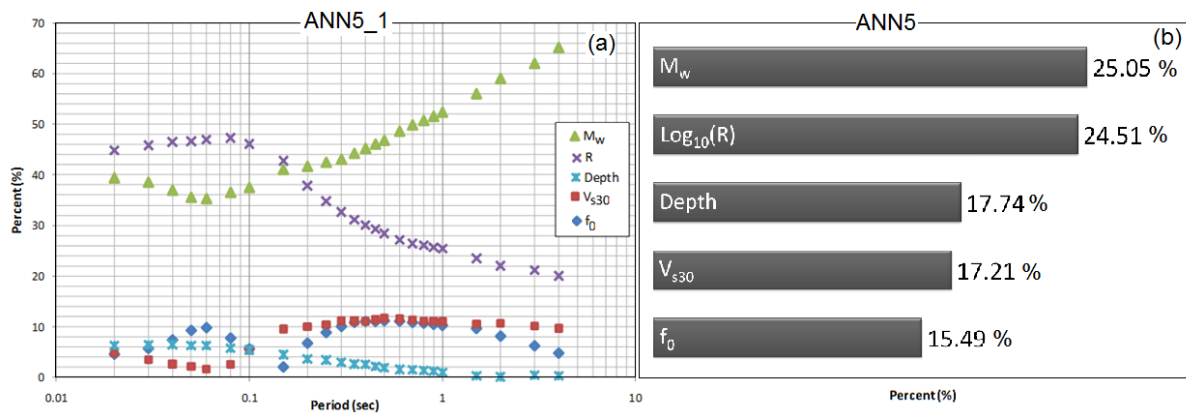 ANN5_1
(a)
70
60
50
40
30
20
10
0
Percent (%)
0.01
0.1
1
10
Period (sec)
Mw
R
Depth
Vs30
f0
ANN5
(b)
Mw
25.05 %
Log10(R)
24.51 %
Depth
17.74 %
Vs30
17.21 %
f0
15.49 %
Percent (%)